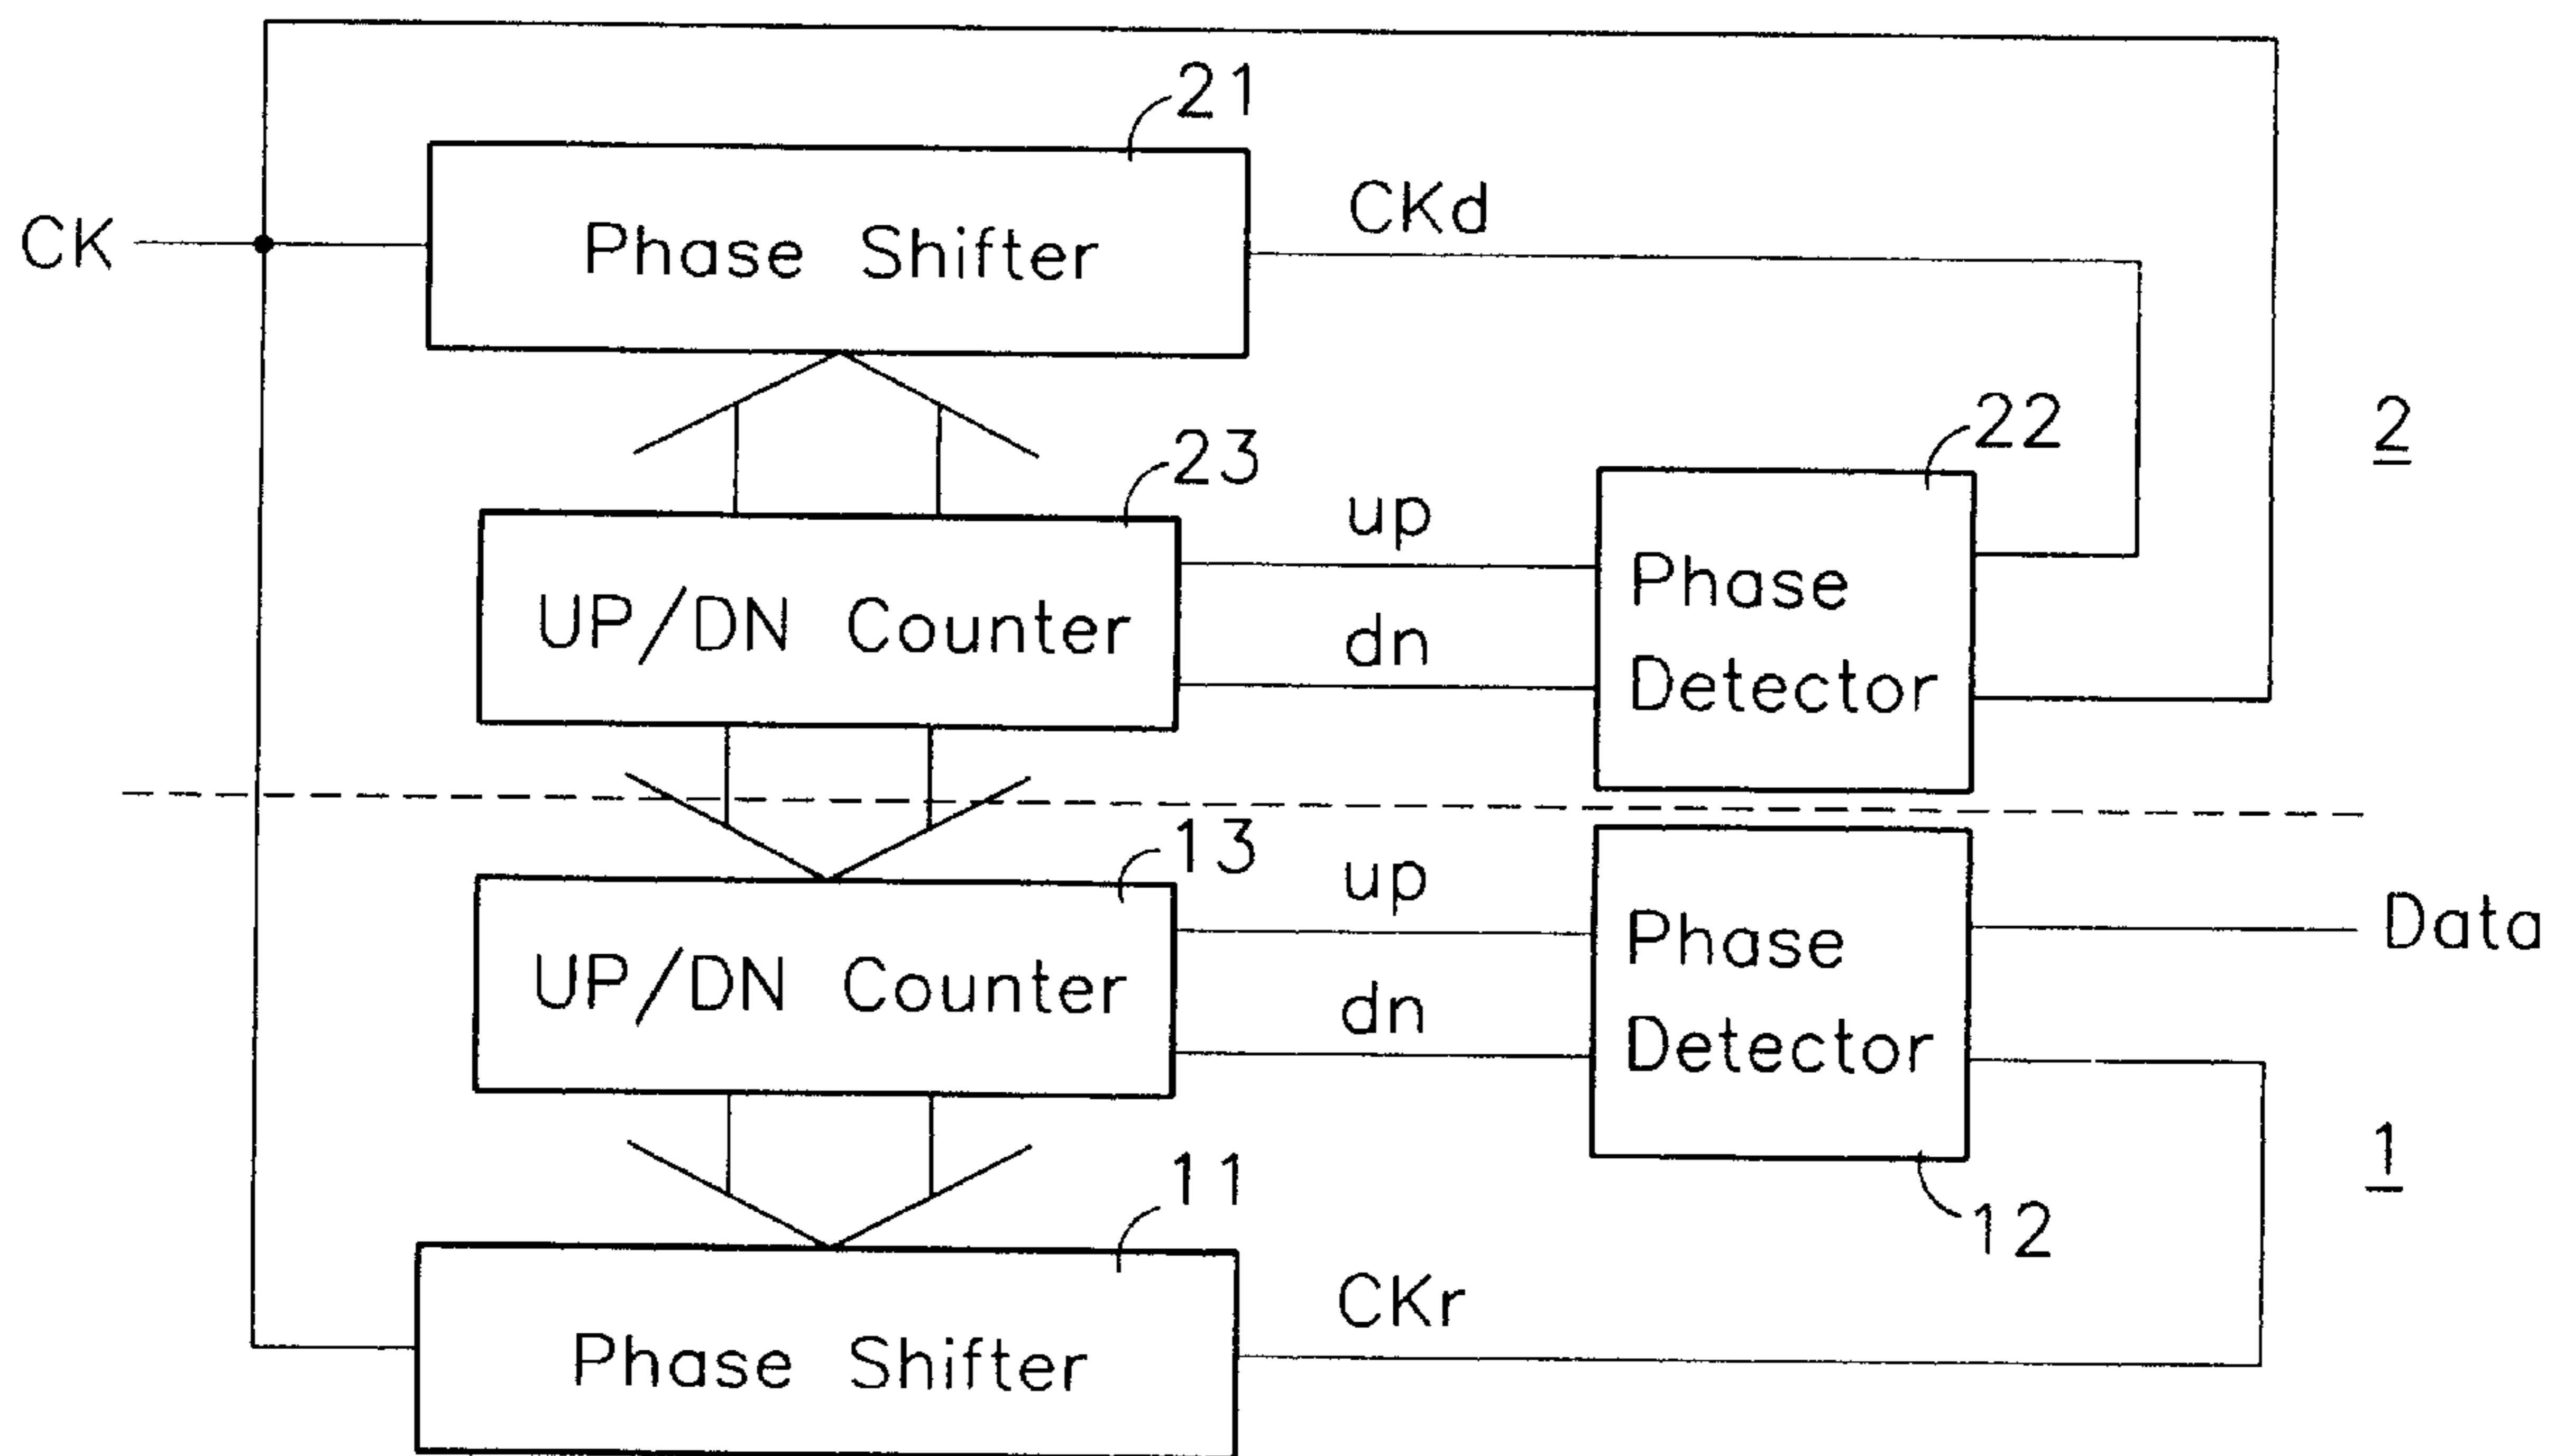 21
CK
Phase Shifter
CKd
22
2
23
UP/DN Counter
up
dn
Phase
Detector
13
UP/DN Counter
up
dn
Phase
Detector
Data
1
12
11
Phase Shifter
CKr